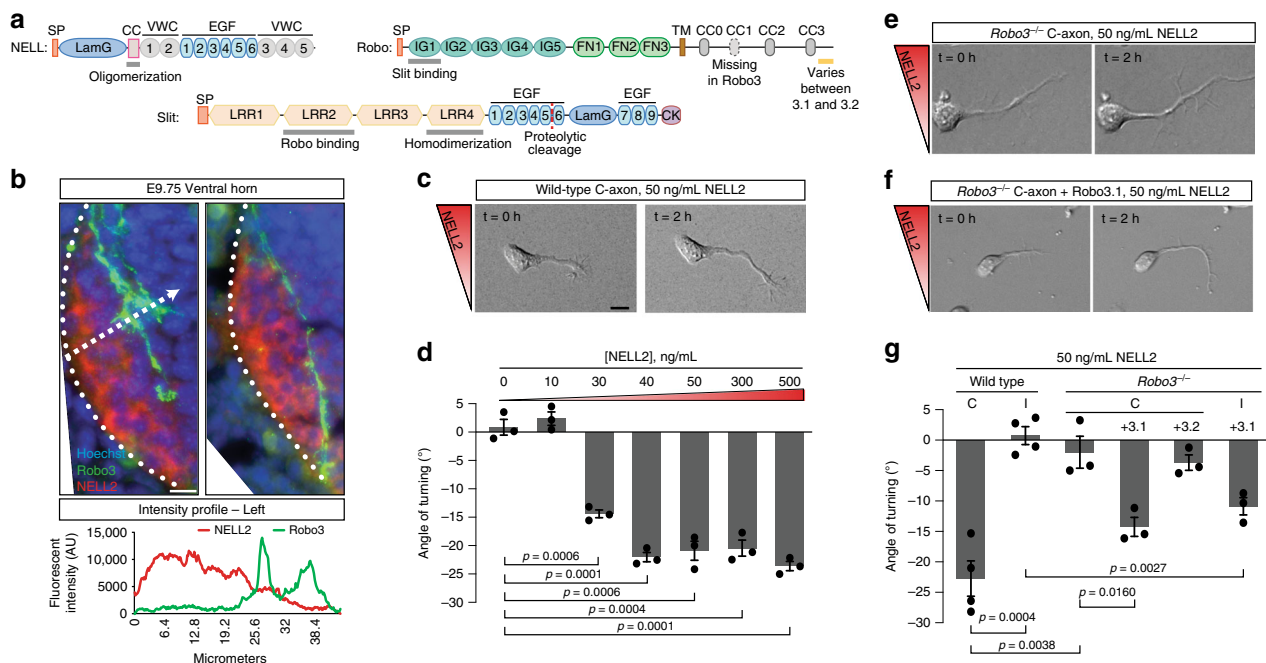 a
SP CC VWC EGF VWC
NELL: LamG 1 2 1 2 3 4 5 6 3 4 5
Oligomerization
SP TM CC0 CC1 CC2 CC3
Robo: IG1 IG2 IG3 IG4 IG5 FN1 FN2 FN3
Slit binding
Missing
in Robo3
Varies
between
3.1 and 3.2
SP EGF EGF
Slit: LRR1 LRR2 LRR3 LRR4 1 2 3 4 5 6 LamG 7 8 9 CK
Robo binding Homodimerization Proteolytic
cleavage
b
E9.75 Ventral horn
Hoechst
Robo3
NELL2
Intensity profile – Left
NELL2 Robo3
Fluorescent
intensity (AU)
15,000
10,000
5000
0
0 6.4 12.8 19.2 25.6 32 38.4
Micrometers
c
Wild-type C-axon, 50 ng/mL NELL2
NELL2
t = 0 h t = 2 h
d
[NELL2], ng/mL
0 10 30 40 50 300 500
Angle of turning (°)
5
0
−5
−10
−15
−20
−25
−30
p = 0.0006
p = 0.0001
p = 0.0006
p = 0.0004
p = 0.0001
e
Robo3−/− C-axon, 50 ng/mL NELL2
NELL2
t = 0 h t = 2 h
f
Robo3−/− C-axon + Robo3.1, 50 ng/mL NELL2
NELL2
t = 0 h t = 2 h
g
50 ng/mL NELL2
Wild type Robo3−/−
C I C I
+3.1 +3.2 +3.1
Angle of turning (°)
5
0
−5
−10
−15
−20
−25
−30
p = 0.0027
p = 0.0160
p = 0.0004
p = 0.0038